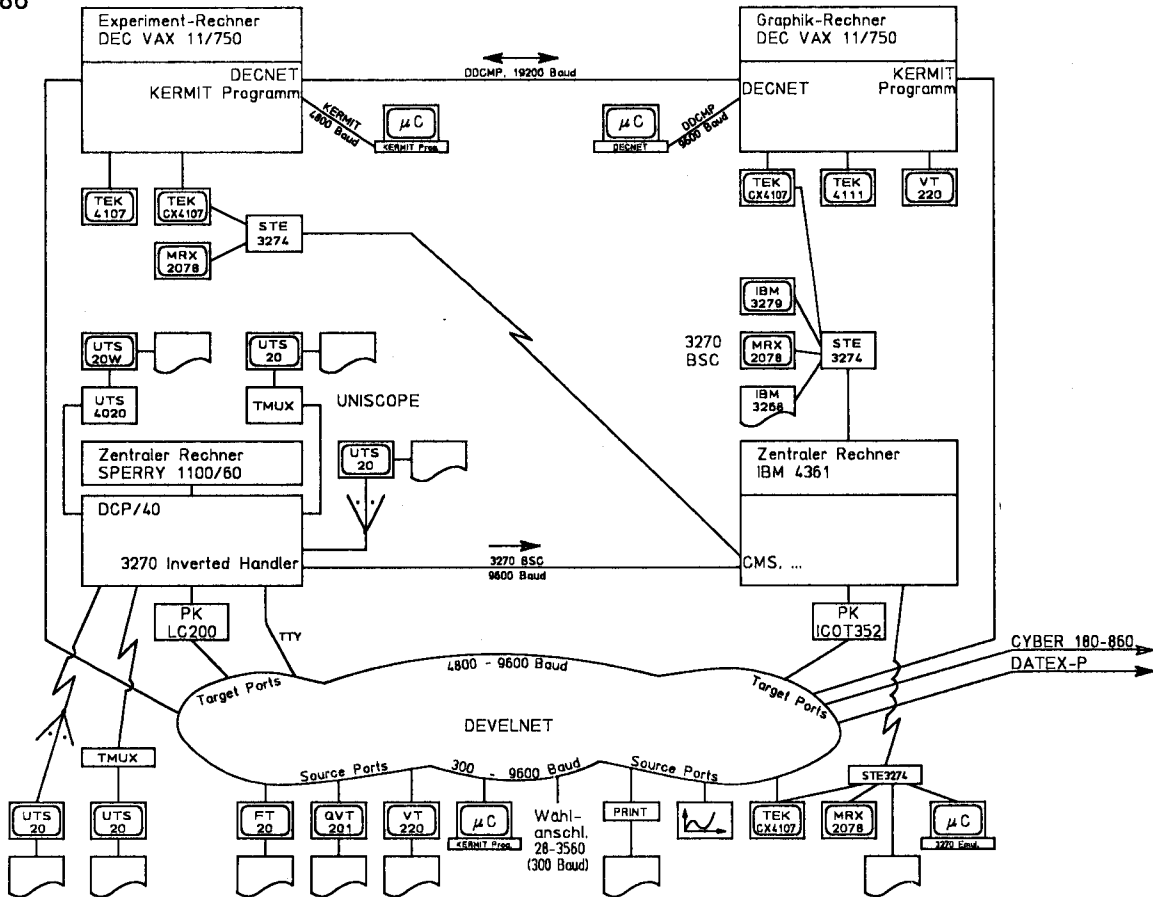 Experiment-Rechner
DEC VAX 11/750
DECNET
KERMIT Programm
DDCMP, 19200 Baud
Graphik-Rechner
DEC VAX 11/750
KERMIT
Programm
DECNET
KERMIT
4800 Baud
µC
KERMIT Prog.
µC
DECNET
DDCMP
9600 Baud
TEK
4107
TEK
CX4107
STE
3274
MRX
2078
TEK
CX4107
TEK
4111
VT
220
IBM
3279
3270
BSC
MRX
2078
STE
3274
IBM
3268
UTS
20W
UTS
20
UTS
4020
TMUX
UNISCOPE
UTS
20
Zentraler Rechner
SPERRY 1100/60
DCP/40
3270 Inverted Handler
3270 BSC
9600 Baud
Zentraler Rechner
IBM 4361
CMS, ...
PK
LC200
TTY
PK
ICOT352
CYBER 180-860
DATEX-P
4800 - 9600 Baud
Target Ports
Target Ports
DEVELNET
Source Ports
300 - 9600 Baud
Source Ports
TMUX
STE3274
UTS
20
UTS
20
FT
20
QVT
201
VT
220
µC
KERMIT Prog.
Wähl-
anschl.
28-3560
(300 Baud)
PRINT
TEK
CX4107
MRX
2078
µC
3270 Emul.